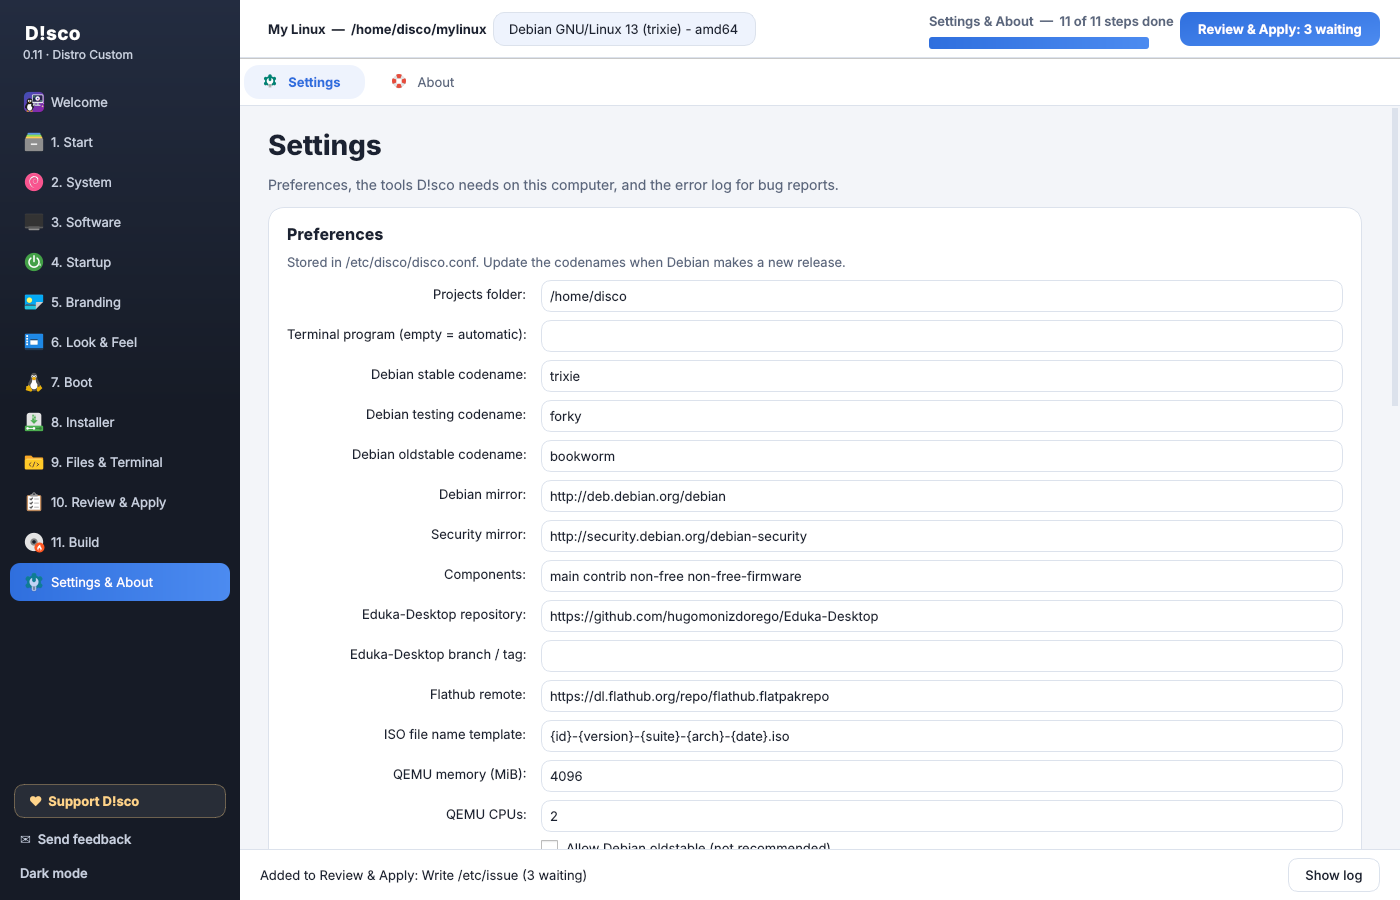 D!sco
0.11 · Distro Custom
Welcome
1. Start
2. System
3. Software
4. Startup
5. Branding
6. Look & Feel
7. Boot
8. Installer
9. Files & Terminal
10. Review & Apply
11. Build
Settings & About
Support D!sco
Send feedback
Dark mode
My Linux — /home/disco/mylinux
Debian GNU/Linux 13 (trixie) - amd64
Settings & About — 11 of 11 steps done
Review & Apply: 3 waiting
Settings
About
Settings
Preferences, the tools D!sco needs on this computer, and the error log for bug reports.
Preferences
Stored in /etc/disco/disco.conf. Update the codenames when Debian makes a new release.
Projects folder: /home/disco
Terminal program (empty = automatic):
Debian stable codename: trixie
Debian testing codename: forky
Debian oldstable codename: bookworm
Debian mirror: http://deb.debian.org/debian
Security mirror: http://security.debian.org/debian-security
Components: main contrib non-free non-free-firmware
Eduka-Desktop repository: https://github.com/hugomonizdorego/Eduka-Desktop
Eduka-Desktop branch / tag:
Flathub remote: https://dl.flathub.org/repo/flathub.flatpakrepo
ISO file name template: {id}-{version}-{suite}-{arch}-{date}.iso
QEMU memory (MiB): 4096
QEMU CPUs: 2
Allow Debian oldstable (not recommended)
Added to Review & Apply: Write /etc/issue (3 waiting)
Show log